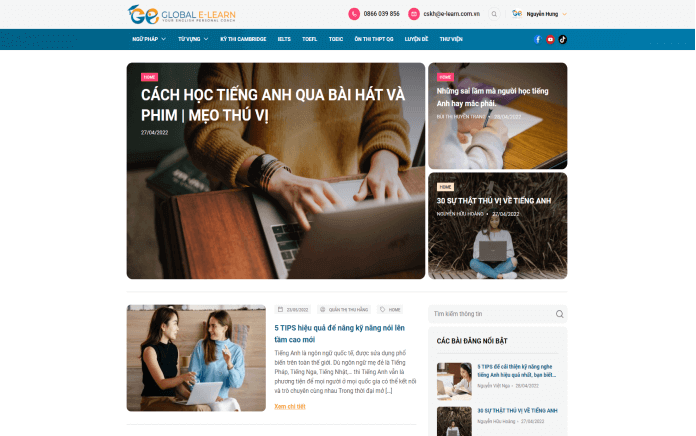 GLOBAL E-LEARN
YOUR ENGLISH PERSONAL COACH
0866 039 856
cskh@e-learn.com.vn
Nguyễn Hưng
NGỮ PHÁP
TỪ VỰNG
KỲ THI CAMBRIDGE
IELTS
TOEFL
TOEIC
ÔN THI THPT QG
LUYỆN ĐỀ
THƯ VIỆN
HOME
CÁCH HỌC TIẾNG ANH QUA BÀI HÁT VÀ
PHIM | MẸO THÚ VỊ
27/04/2022
HOME
Những sai lầm mà người học tiếng
Anh hay mắc phải.
BÙI THỊ HUYỀN TRANG • 28/04/2022
HOME
30 SỰ THẬT THÚ VỊ VỀ TIẾNG ANH
NGUYỄN HỮU HOÀNG • 27/04/2022
23/05/2022
QUẢN THỊ THU HẰNG
HOME
5 TIPS hiệu quả để nâng kỹ năng nói lên
tầm cao mới
Tiếng Anh là ngôn ngữ quốc tế, được sửa dụng phổ
biến trên toàn thế giới. Dù ngôn ngữ mẹ đẻ là Tiếng
Pháp, Tiếng Nga, Tiếng Nhật,... thì Tiếng Anh vẫn là
phương tiện để mọi người ở mọi quốc gia có thể kết nối
và trò chuyện cùng nhau Trong thời đại mở [...]
Xem chi tiết
Tìm kiếm thông tin
CÁC BÀI ĐĂNG NỔI BẬT
5 TIPS để cải thiện kỹ năng nghe
tiếng Anh hiệu quả nhất, bạn biết...
Nguyễn Việt Nga • 28/04/2022
30 SỰ THẬT THÚ VỊ VỀ TIẾNG ANH
Nguyễn Hữu Hoàng • 27/04/2022